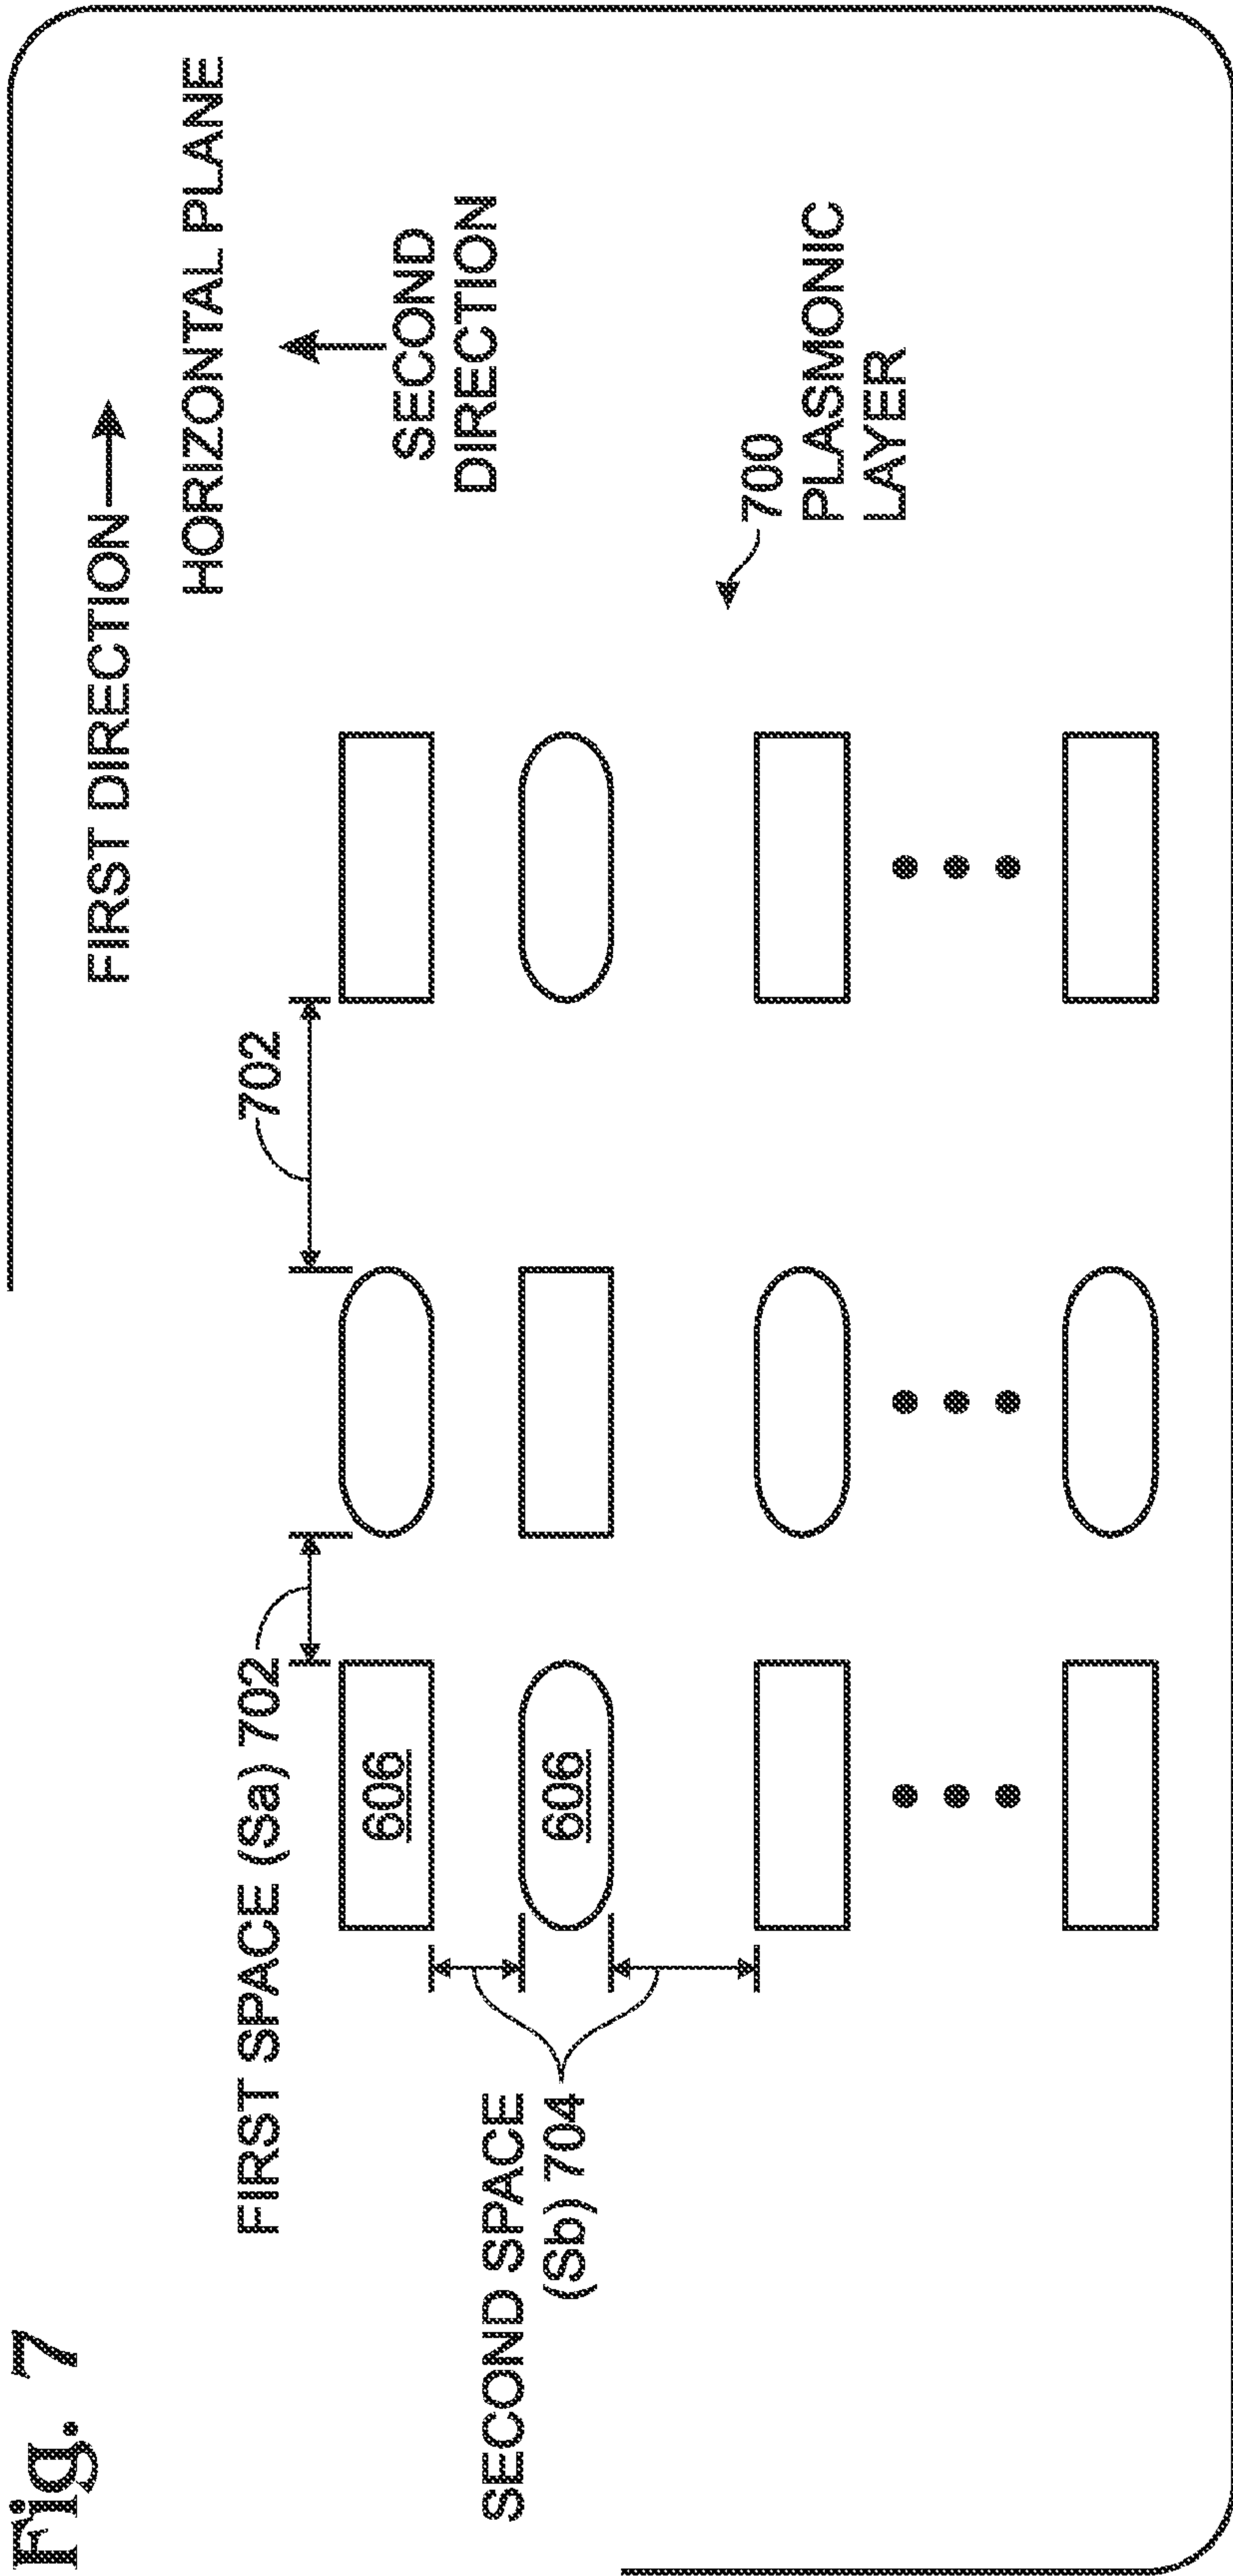 Fig. 7
FIRST DIRECTION
HORIZONTAL PLANE
FIRST SPACE (Sa) 702
702
SECOND
DIRECTION
SECOND SPACE
(Sb) 704
606
606
700
PLASMONIC
LAYER